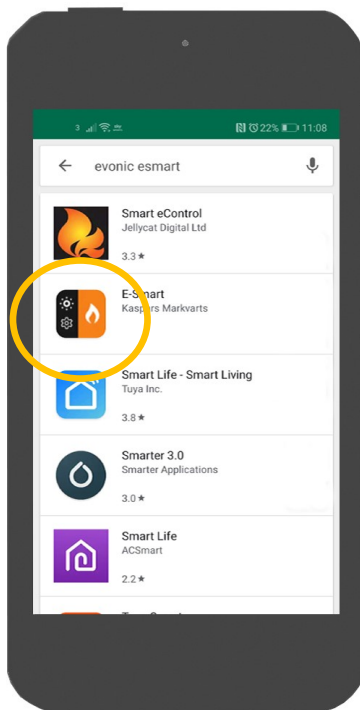 3
22% 11:08
evonic esmart
Smart eControl
Jellycat Digital Ltd
3.3★
E-Smart
Kaspars Markvarts
Smart Life - Smart Living
Tuya Inc.
3.8★
Smarter 3.0
Smarter Applications
3.0★
Smart Life
ACSmart
2.2★